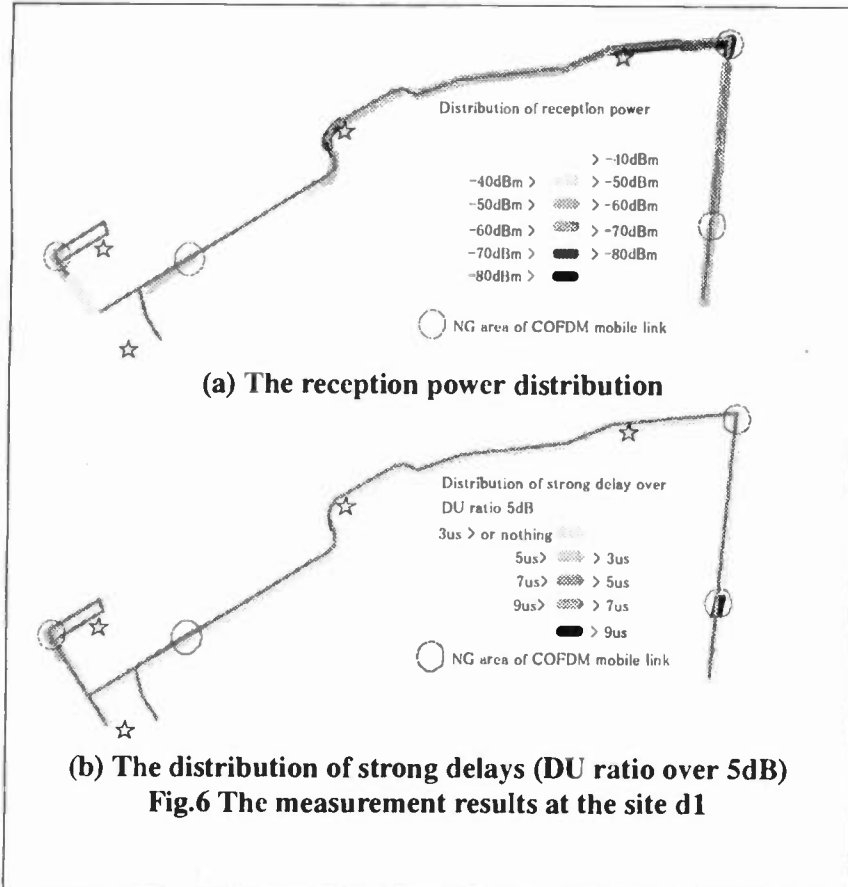 Distribution of reception power
> -40dBm
-40dBm > > -50dBm
-50dBm > > -60dBm
-60dBm > > -70dBm
-70dBm > > -80dBm
-80dBm >
NG area of COFDM mobile link
(a) The reception power distribution
Distribution of strong delay over
DU ratio 5dB
3us > or nothing
5us> > 3us
7us> > 5us
9us> > 7us
> 9us
NG area of COFDM mobile link
(b) The distribution of strong delays (DU ratio over 5dB)
Fig.6 The measurement results at the site d1